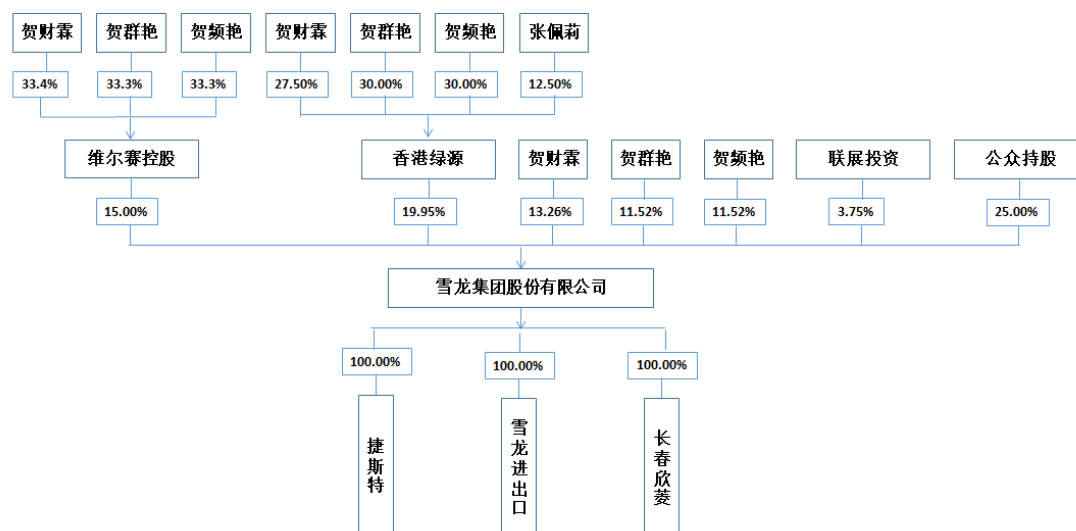 贺财霖 贺群艳 贺频艳 贺财霖 贺群艳 贺频艳 张佩莉
33.4% 33.3% 33.3% 27.50% 30.00% 30.00% 12.50%
维尔赛控股 香港绿源 贺财霖 贺群艳 贺频艳 联展投资 公众持股
15.00% 19.95% 13.26% 11.52% 11.52% 3.75% 25.00%
雪龙集团股份有限公司
100.00% 100.00% 100.00%
捷斯特
雪龙进出口
长春欣菱